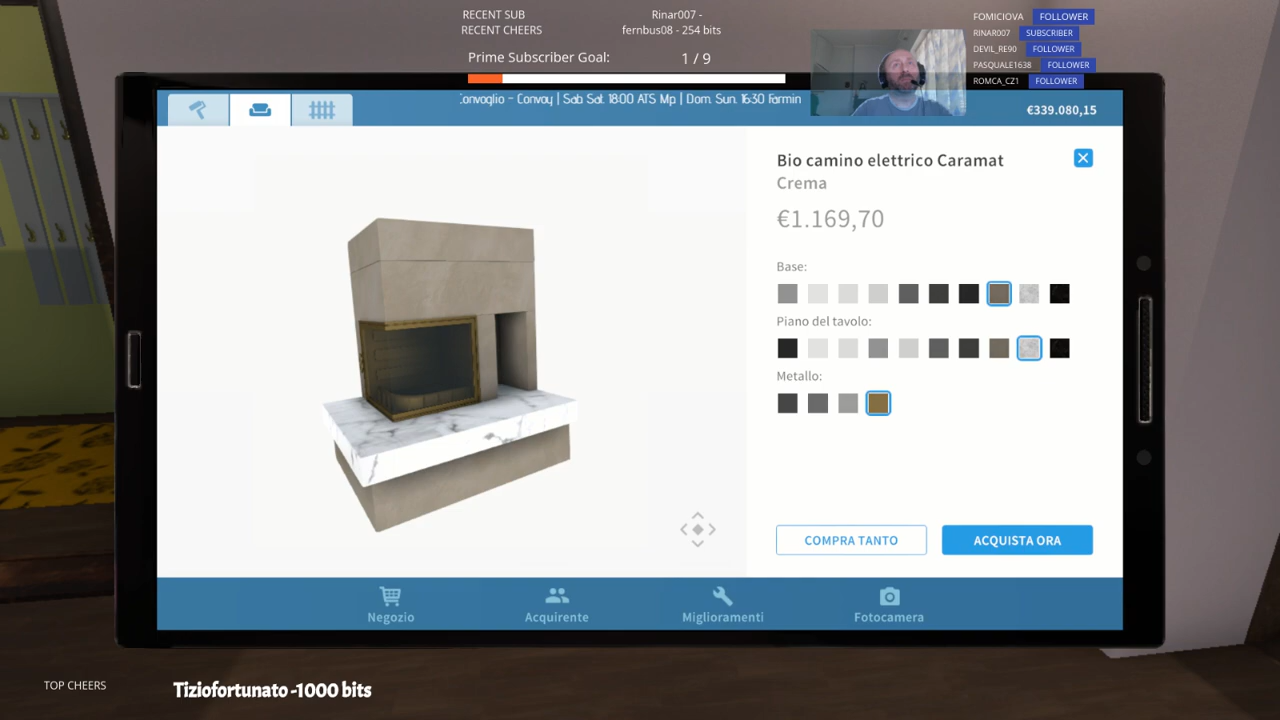 RECENT SUB
Rinar007 -
RECENT CHEERS
fernbus08 - 254 bits
Prime Subscriber Goal:
1 / 9
FOMICIOVA FOLLOWER
RINAR007 SUBSCRIBER
DEVIL_RE90 FOLLOWER
PASQUALE1638 FOLLOWER
ROMCA_CZ1 FOLLOWER
Convoglio - Convoy | Sab Sat. 18:00 ATS Mp | Dom. Sun. 16:30 Farmin
€339.080,15
Bio camino elettrico Caramat
Crema
€1.169,70
Base:
Piano del tavolo:
Metallo:
COMPRA TANTO
ACQUISTA ORA
Negozio
Acquirente
Miglioramenti
Fotocamera
TOP CHEERS
Tiziofortunato -1000 bits